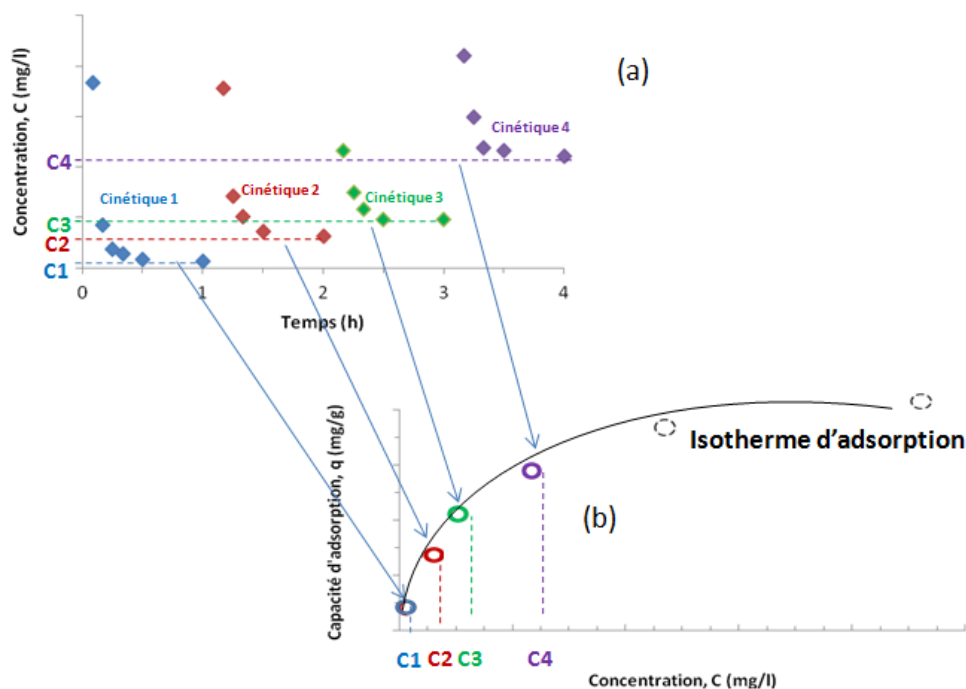 (a)
Concentration, C (mg/l)
Cinétique 4
C4
Cinétique 1
Cinétique 2
Cinétique 3
C3
C2
C1
0
1
2
3
4
Temps (h)
Capacité d'adsorption, q (mg/g)
Isotherme d’adsorption
(b)
C1
C2
C3
C4
Concentration, C (mg/l)